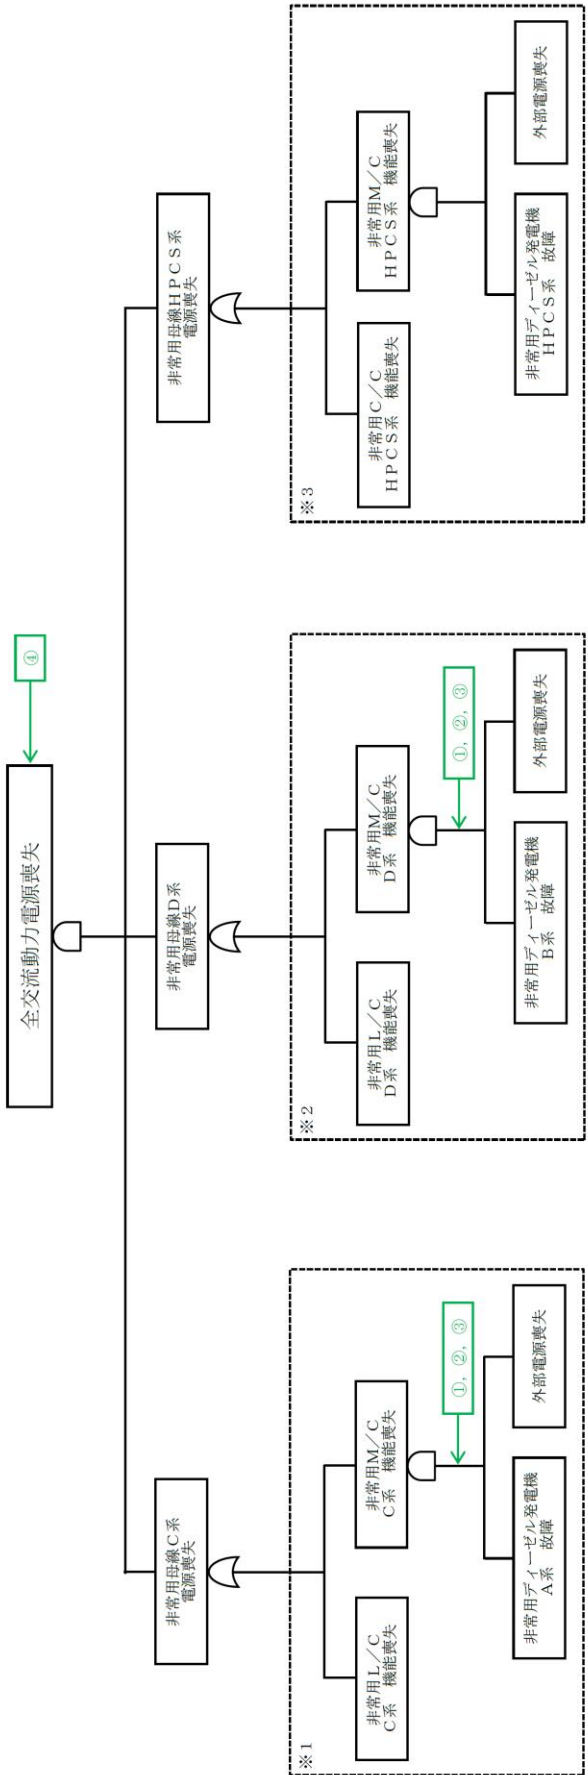 全交流動力電源喪失
④
非常用母線C系
電源喪失
非常用母線D系
電源喪失
非常用母線HPCS系
電源喪失
※1
非常用L/C
C系 機能喪失
非常用M/C
C系 機能喪失
①, ②, ③
非常用ディーゼル発電機
A系 故障
外部電源喪失
※2
非常用L/C
D系 機能喪失
非常用M/C
D系 機能喪失
①, ②, ③
非常用ディーゼル発電機
B系 故障
外部電源喪失
※3
非常用C/C
HPCS系 機能喪失
非常用M/C
HPCS系 機能喪失
非常用ディーゼル発電機
HPCS系 故障
外部電源喪失